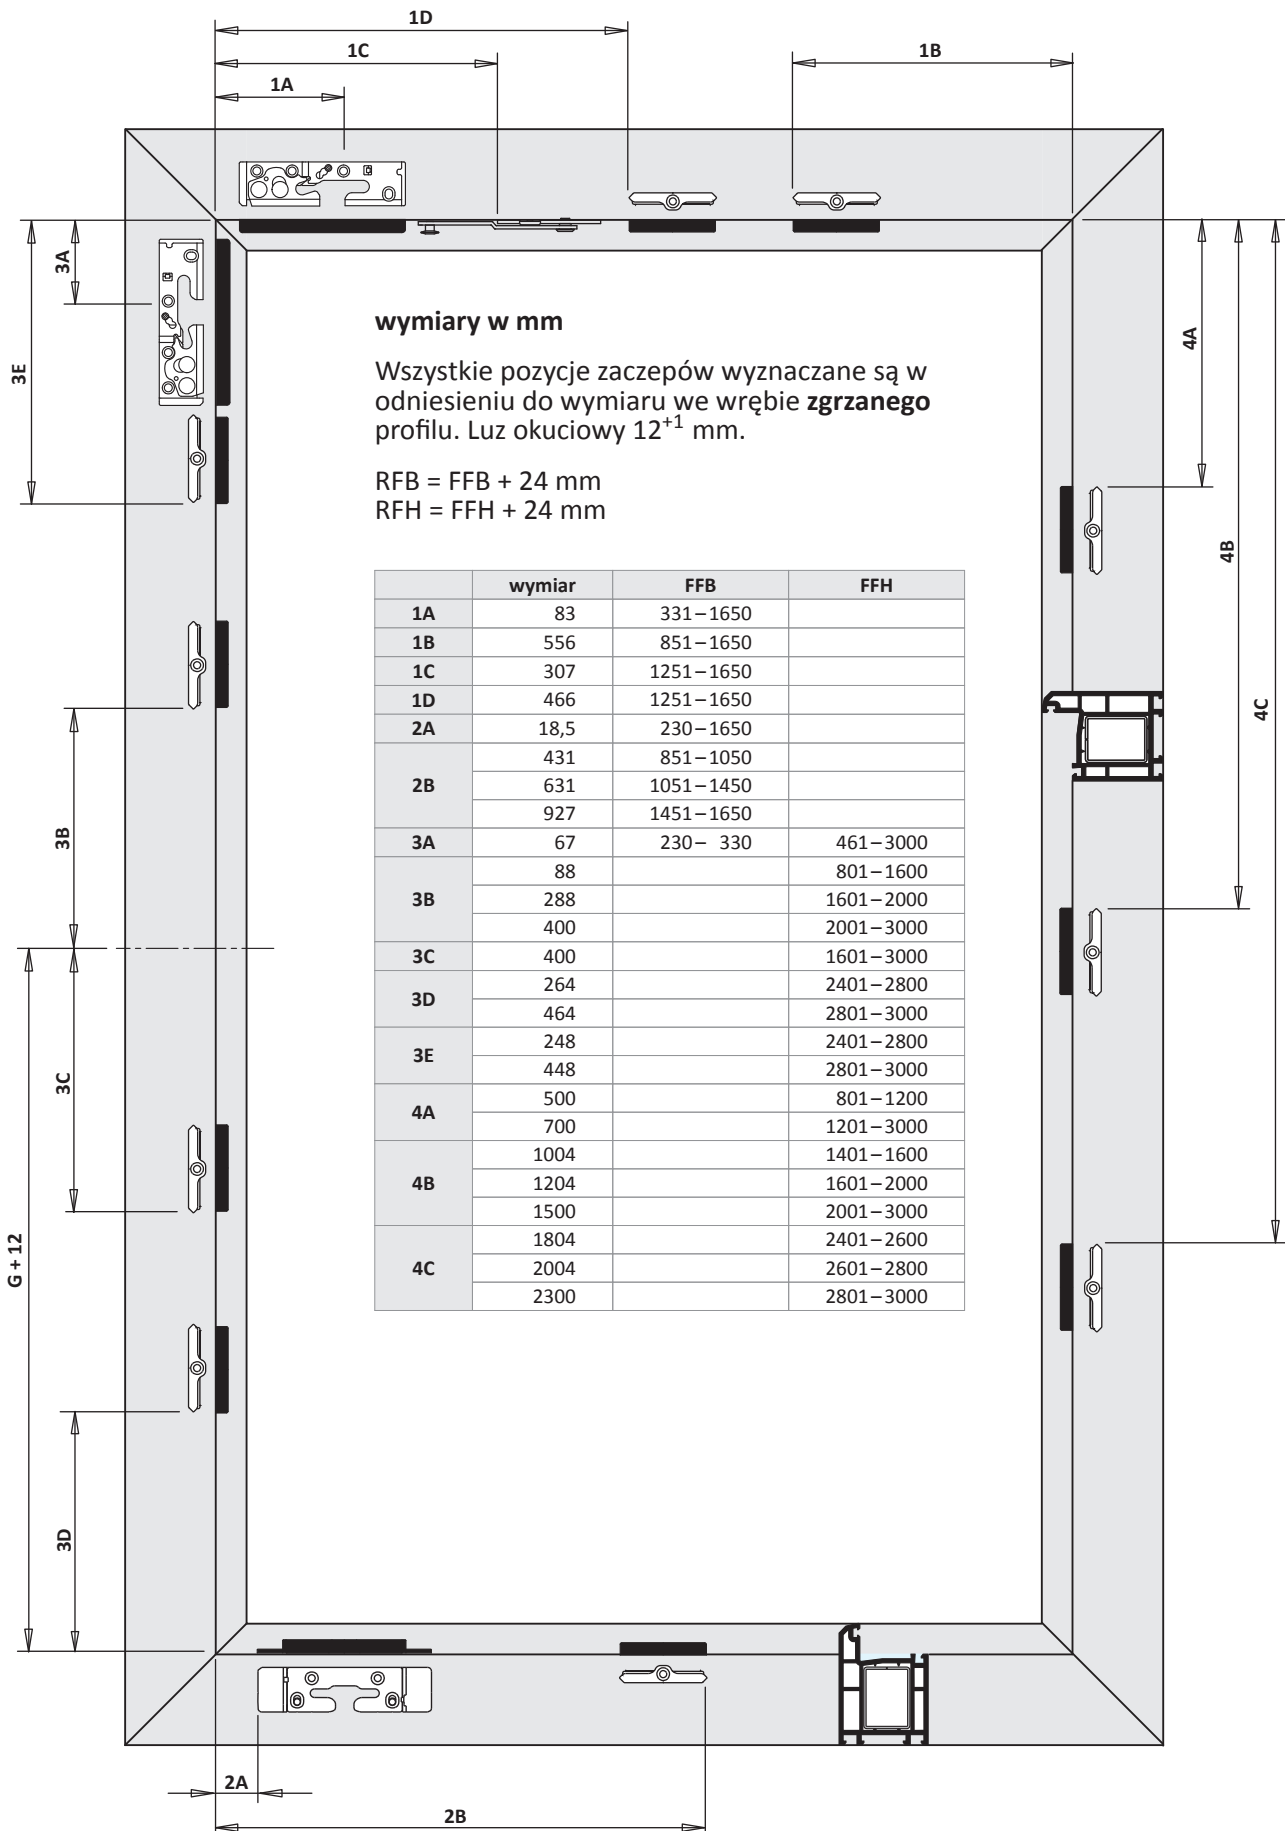 1D
1C
1B
1A
3A
3E
4A
4B
4C
wymiary w mm
Wszystkie pozycje zaczepów wyznaczane są w
odniesieniu do wymiaru we wrębie zgrzanego
profilu. Luz okuciowy 12+1 mm.
RFB = FFB + 24 mm
RFH = FFH + 24 mm
wymiar FFB FFH
1A 83 331–1650
1B 556 851–1650
1C 307 1251–1650
1D 466 1251–1650
2A 18,5 230–1650
2B 431 851–1050
631 1051–1450
927 1451–1650
3A 67 230– 330 461–3000
3B 88 801–1600
288 1601–2000
400 2001–3000
3C 400 1601–3000
3D 264 2401–2800
464 2801–3000
3E 248 2401–2800
448 2801–3000
4A 500 801–1200
700 1201–3000
4B 1004 1401–1600
1204 1601–2000
1500 2001–3000
4C 1804 2401–2600
2004 2601–2800
2300 2801–3000
3B
3C
G + 12
3D
2A
2B